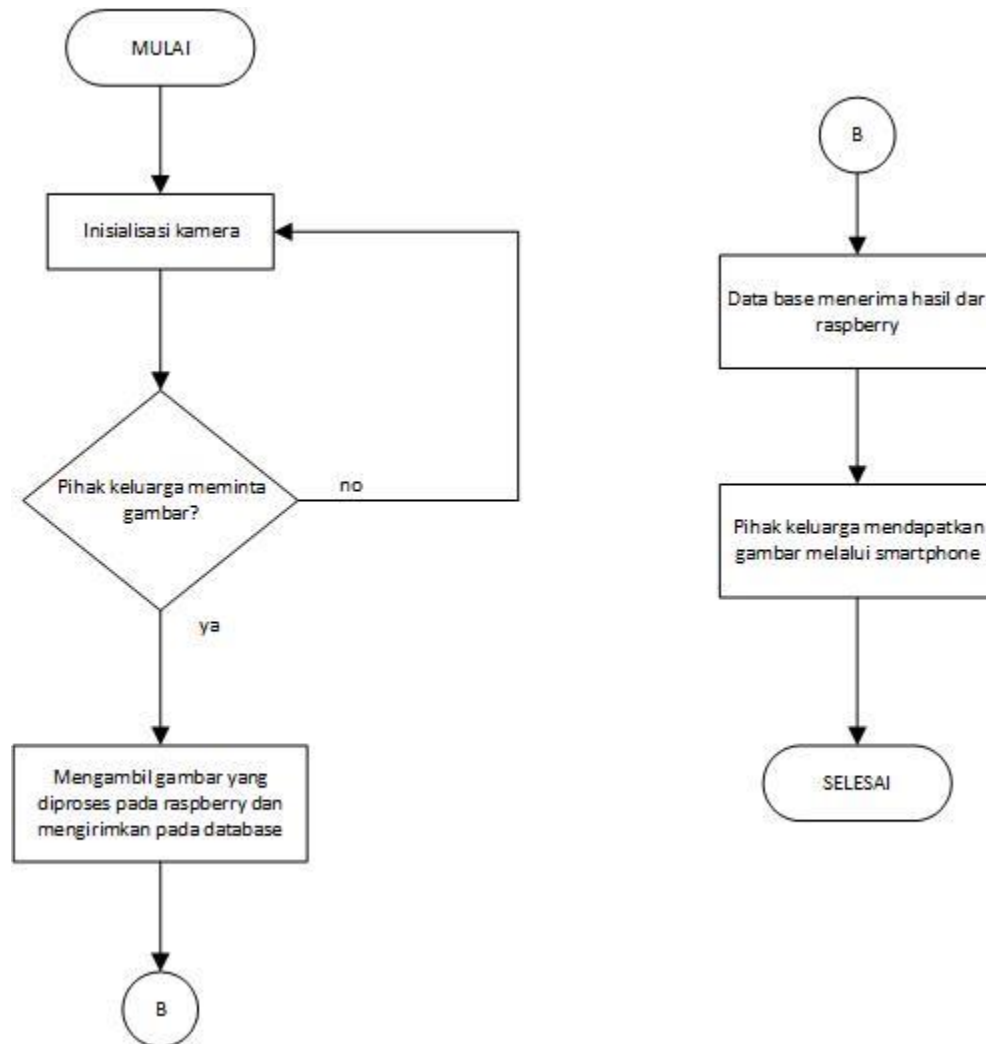 MULAI
Inisialisasi kamera
Pihak keluarga meminta
gambar?
no
ya
Mengambil gambar yang
diproses pada raspberry dan
mengirimkan pada database
B
B
Data base menerima hasil dar
raspberry
Pihak keluarga mendapatkan
gambar melalui smartphone
SELESAI